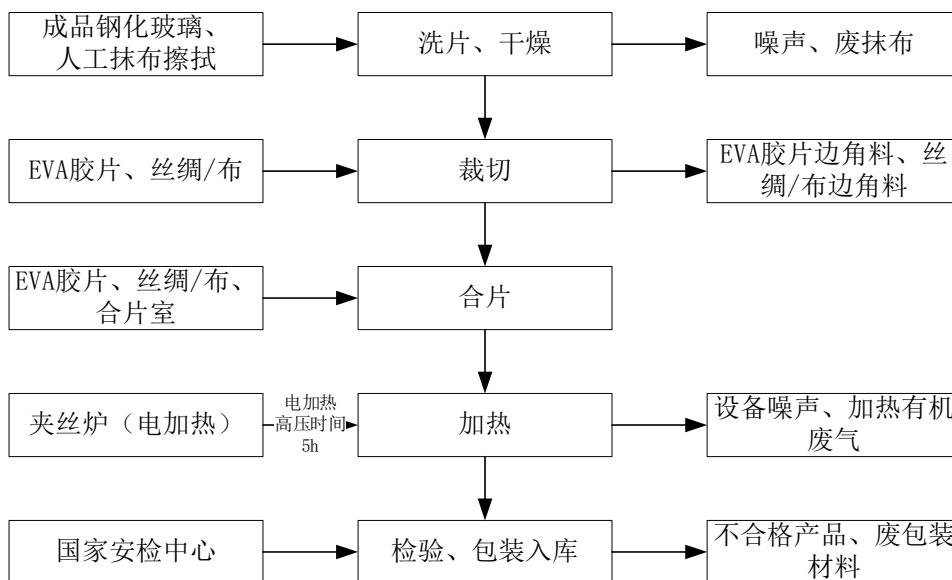 成品钢化玻璃、
人工抹布擦拭
洗片、干燥
噪声、废抹布
EVA胶片、丝绸/布
裁切
EVA胶片边角料、丝
绸/布边角料
EVA胶片、丝绸/布、
合片室
合片
夹丝炉（电加热）
电加热
高压时间
5h
加热
设备噪声、加热有机
废气
国家安检中心
检验、包装入库
不合格产品、废包装
材料